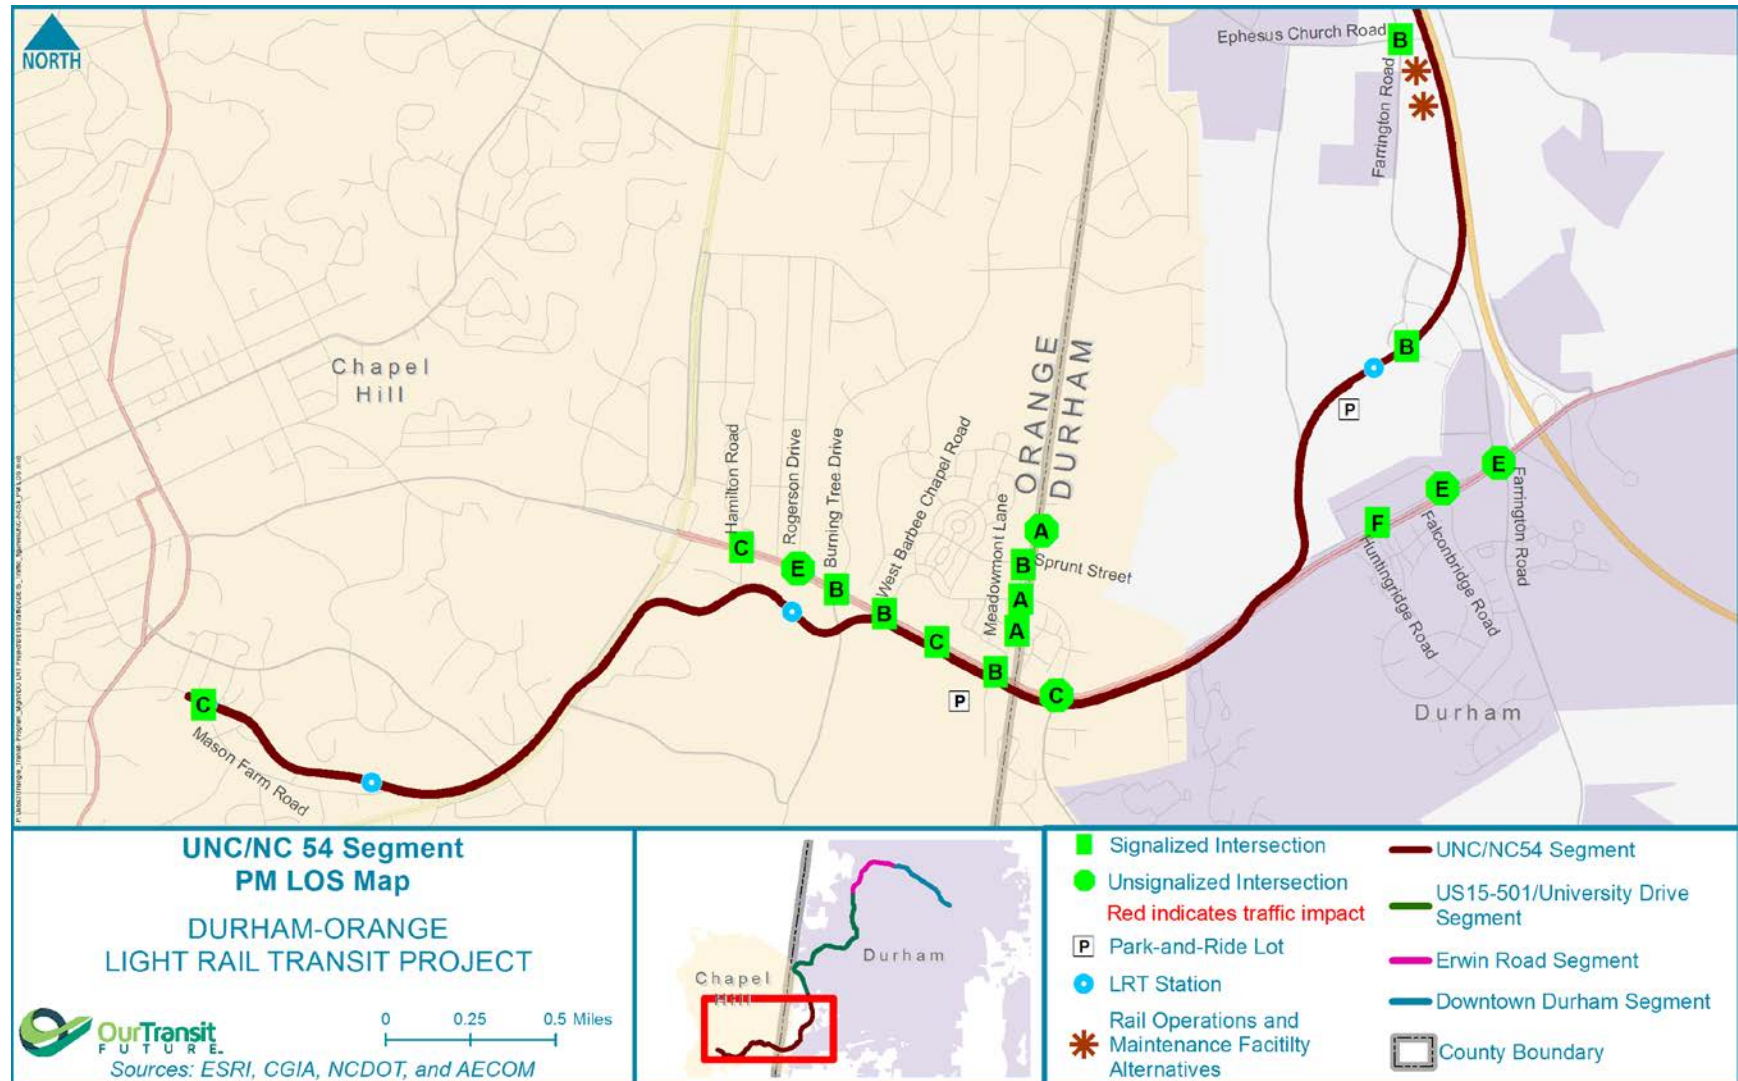 NORTH
Ephesus Church Road
B
Farrington Road
Chapel
Hill
ORANGE
DURHAM
B
P
Hamilton Road
Rogerson Drive
Burning Tree Drive
West Barbee Chapel Road
Meadowmont Lane
Sprunt Street
C
E
B
B
C
B
A
B
A
A
C
P
E
E
F
Farrington Road
Falconbridge Road
Huntingridge Road
Durham
C
Mason Farm Road
UNC/NC 54 Segment
PM LOS Map
DURHAM-ORANGE
LIGHT RAIL TRANSIT PROJECT
OurTransit
FUTURE
0 0.25 0.5 Miles
Sources: ESRI, CGIA, NCDOT, and AECOM
Durham
Chapel
Hill
Signalized Intersection
Unsignalized Intersection
Red indicates traffic impact
P Park-and-Ride Lot
LRT Station
Rail Operations and
Maintenance Facitilty
Alternatives
UNC/NC54 Segment
US15-501/University Drive
Segment
Erwin Road Segment
Downtown Durham Segment
County Boundary